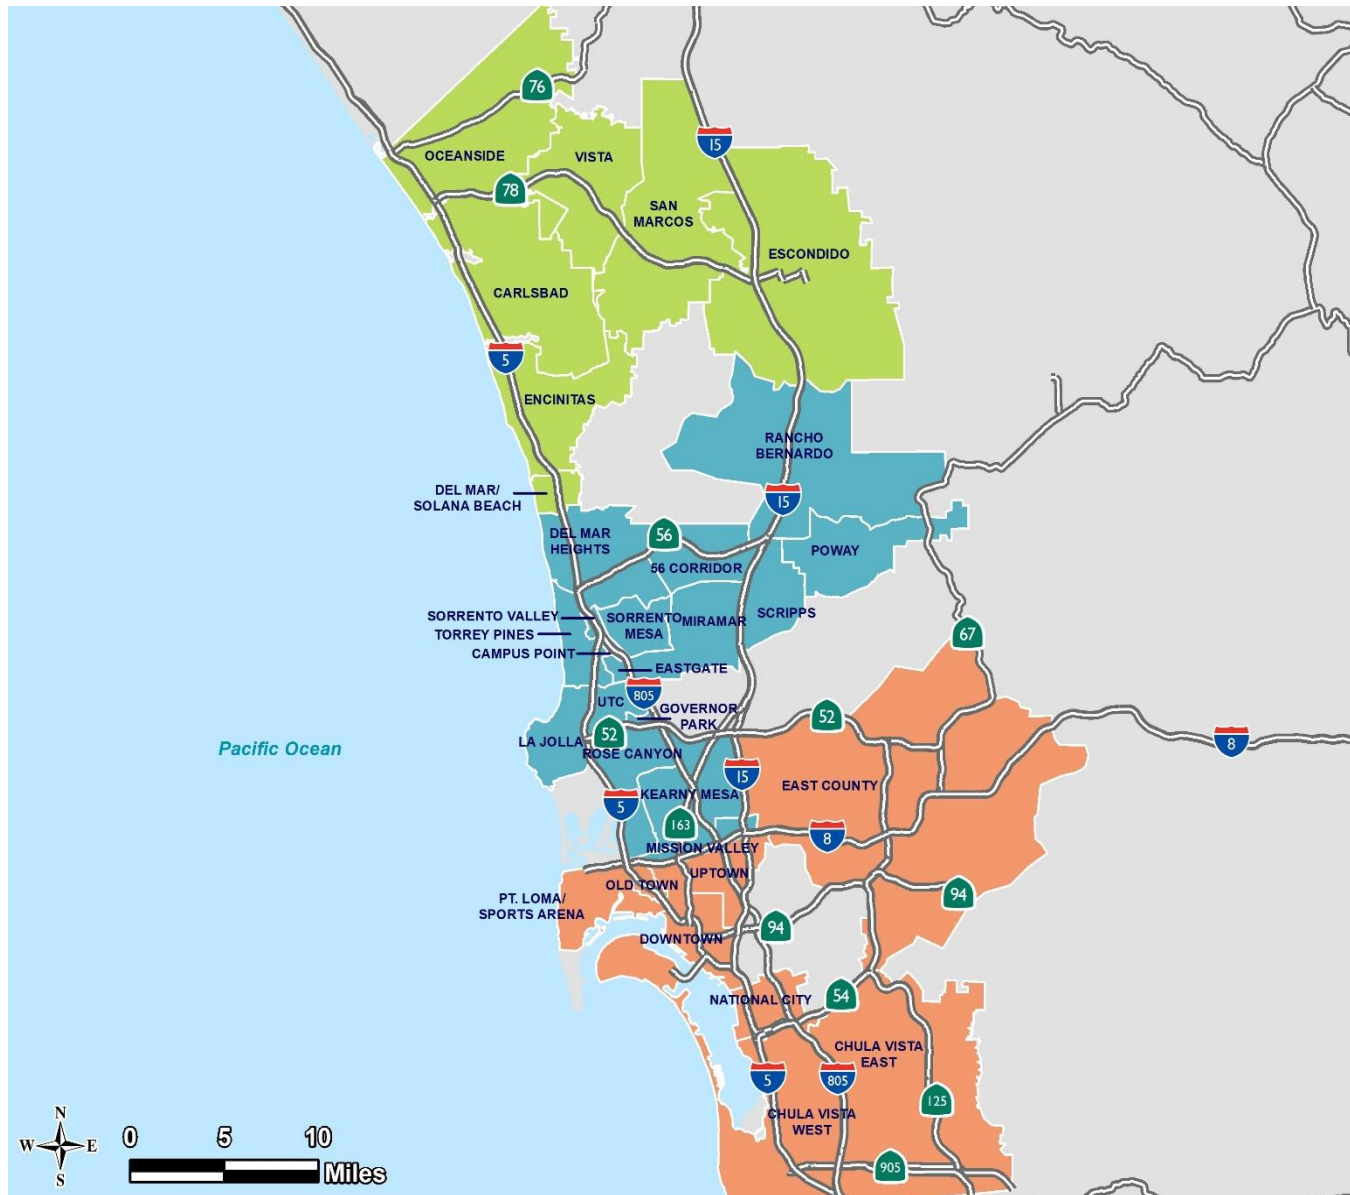 76
OCEANSIDE
VISTA
15
78
SAN
MARCOS
ESCONDIDO
CARLSBAD
5
ENCINITAS
RANCHO
BERNARDO
DEL MAR/
SOLANA BEACH
15
DEL MAR
HEIGHTS
56
POWAY
56 CORRIDOR
SORRENTO VALLEY
SORRENTO
MESA
MIRAMAR
SCRIPPS
TORREY PINES
67
CAMPUS POINT
EASTGATE
805
UTC
GOVERNOR
PARK
52
52
LA JOLLA
ROSE CANYON
8
Pacific Ocean
15
EAST COUNTY
KEARNY MESA
5
163
8
MISSION VALLEY
UPTOWN
OLD TOWN
PT. LOMA/
SPORTS ARENA
94
94
DOWNTOWN
54
NATIONAL CITY
CHULA VISTA
EAST
5
805
125
CHULA VISTA
WEST
905
N
W E
S
0 5 10
Miles